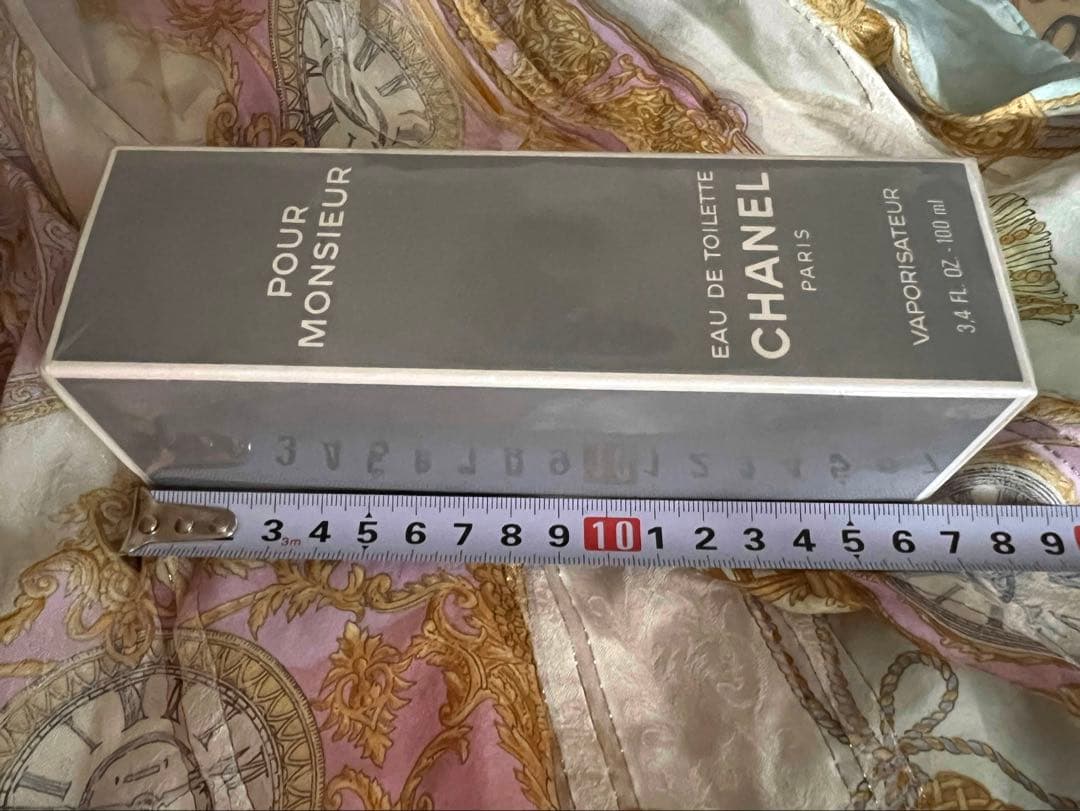 POUR
MONSIEUR
EAU DE TOILETTE
CHANEL
PARIS
VAPORISATEUR
3,4 FL. OZ. - 100 ml
3 4 5 6 7 8 9 10 1 2 3 4 5 6 7 8 9
3m